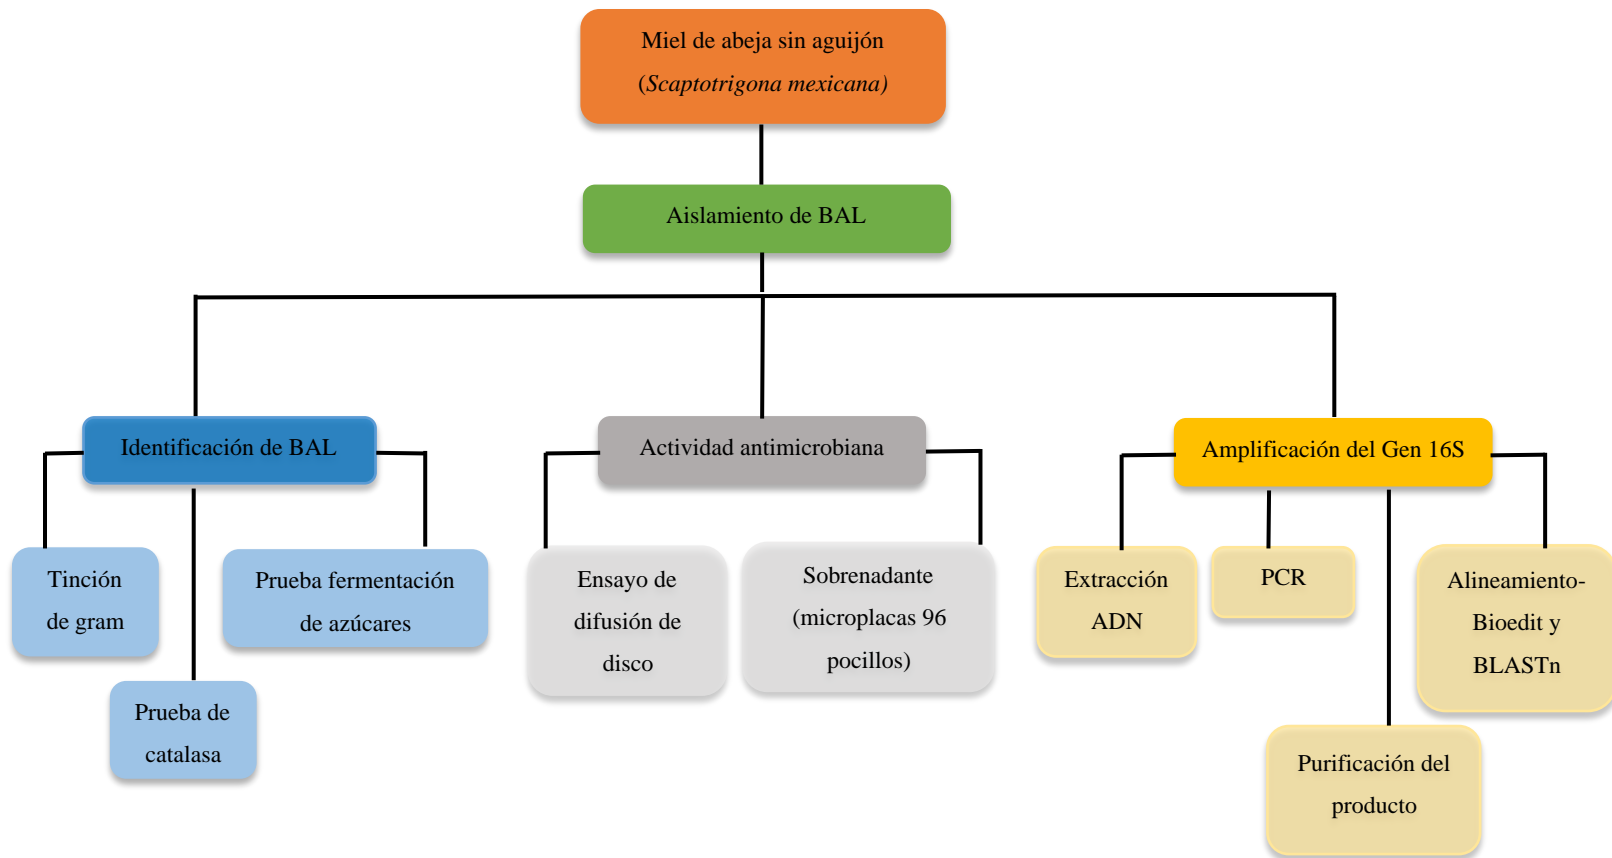 Miel de abeja sin aguijón
(Scaptotrigona mexicana)
Aislamiento de BAL
Identificación de BAL
Actividad antimicrobiana
Amplificación del Gen 16S
Tinción
de gram
Prueba fermentación
de azúcares
Prueba de
catalasa
Ensayo de
difusión de
disco
Sobrenadante
(microplacas 96
pocillos)
Extracción
ADN
PCR
Alineamiento-
Bioedit y
BLASTn
Purificación del
producto